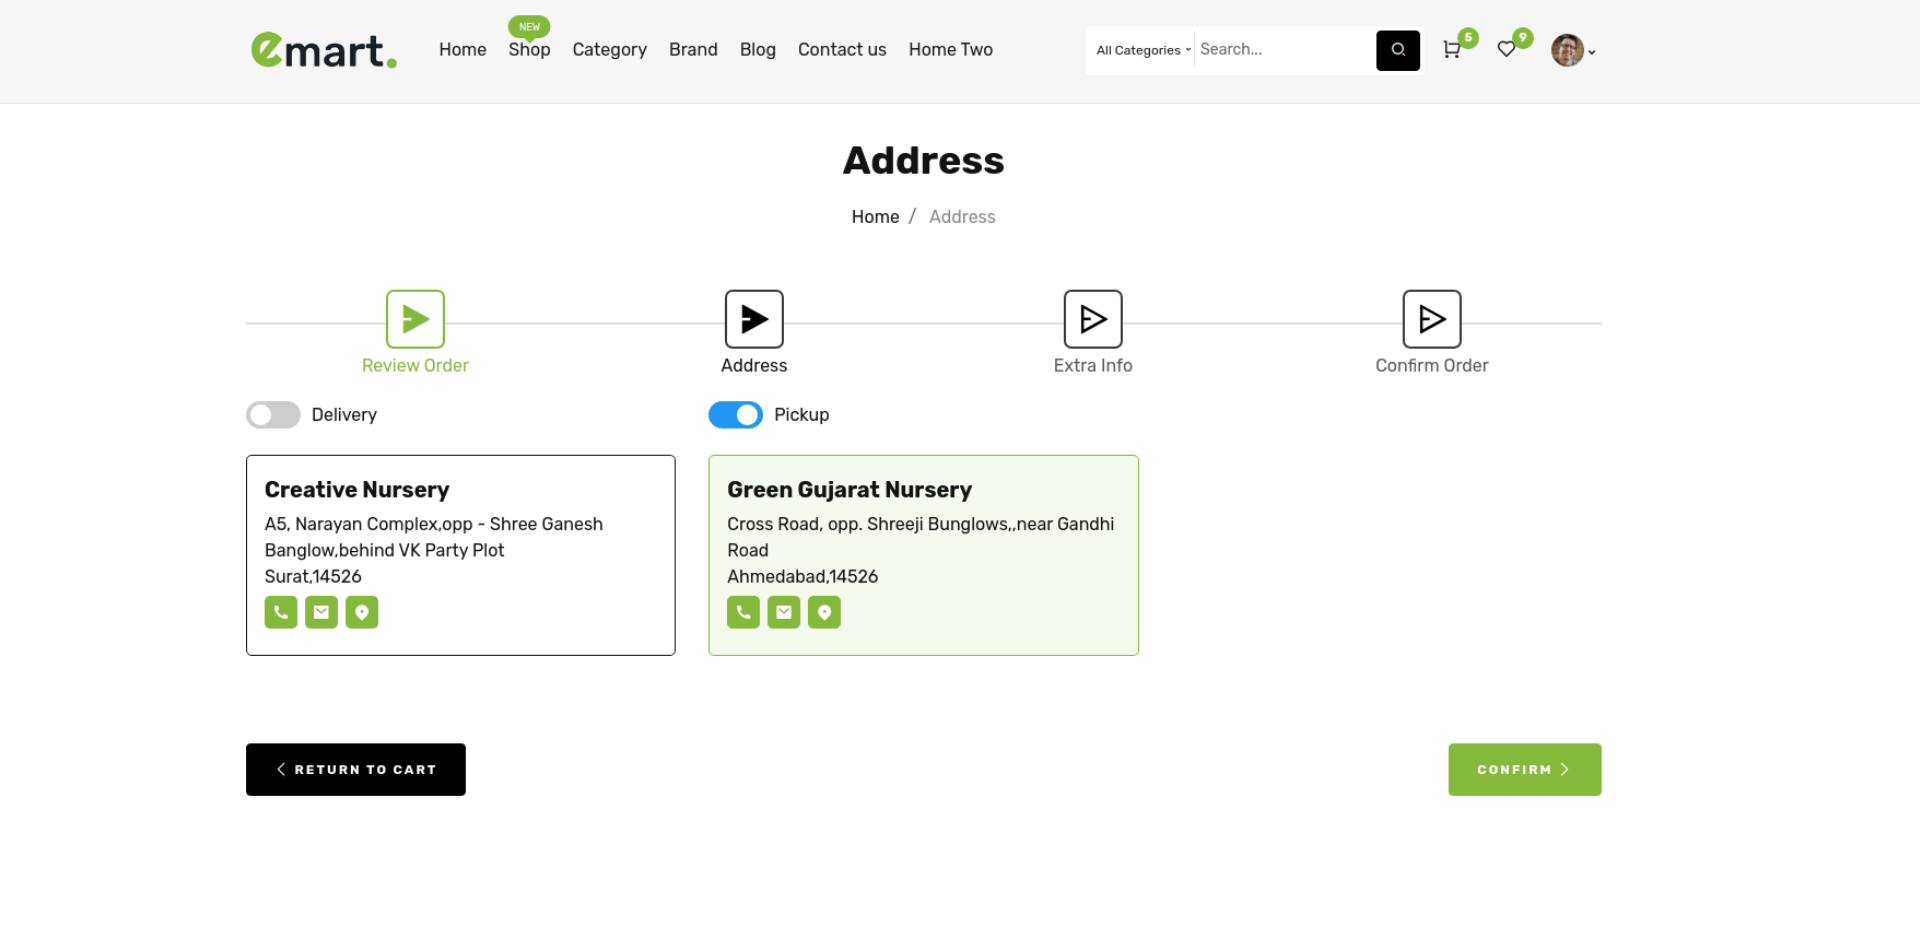 emart.
Home
NEW
Shop
Category
Brand
Blog
Contact us
Home Two
All Categories
Search...
5
9
Address
Home / Address
Review Order
Address
Extra Info
Confirm Order
Delivery
Pickup
Creative Nursery
A5, Narayan Complex,opp - Shree Ganesh
Banglow,behind VK Party Plot
Surat,14526
Green Gujarat Nursery
Cross Road, opp. Shreeji Bunglows,,near Gandhi
Road
Ahmedabad,14526
RETURN TO CART
CONFIRM